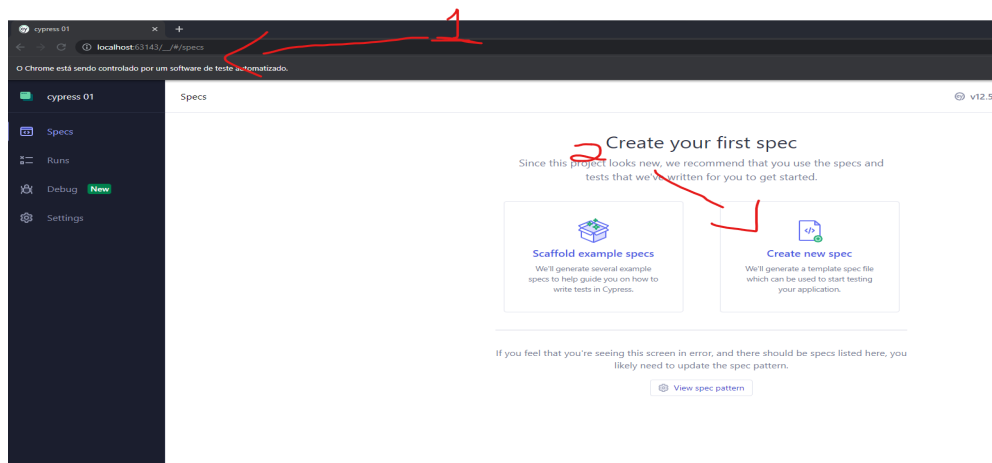 1
cypress 01
localhost:63143/__/#/specs
O Chrome está sendo controlado por um software de teste automatizado.
cypress 01
Specs
v12.5
Specs
Runs
Debug New
Settings
Create your first spec
2
Since this project looks new, we recommend that you use the specs and
tests that we've written for you to get started.
Scaffold example specs
We'll generate several example
specs to help guide you on how to
write tests in Cypress.
Create new spec
We'll generate a template spec file
which can be used to start testing
your application.
If you feel that you're seeing this screen in error, and there should be specs listed here, you
likely need to update the spec pattern.
View spec pattern